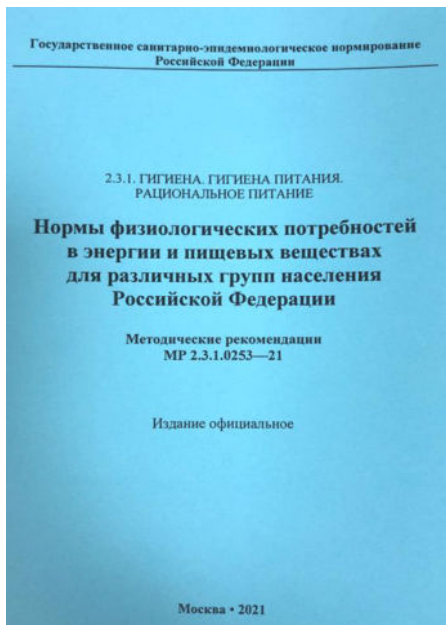 Государственное санитарно-эпидемиологическое нормирование
Российской Федерации
2.3.1. ГИГИЕНА. ГИГИЕНА ПИТАНИЯ.
РАЦИОНАЛЬНОЕ ПИТАНИЕ
Нормы физиологических потребностей
в энергии и пищевых веществах
для различных групп населения
Российской Федерации
Методические рекомендации
МР 2.3.1.0253—21
Издание официальное
Москва • 2021